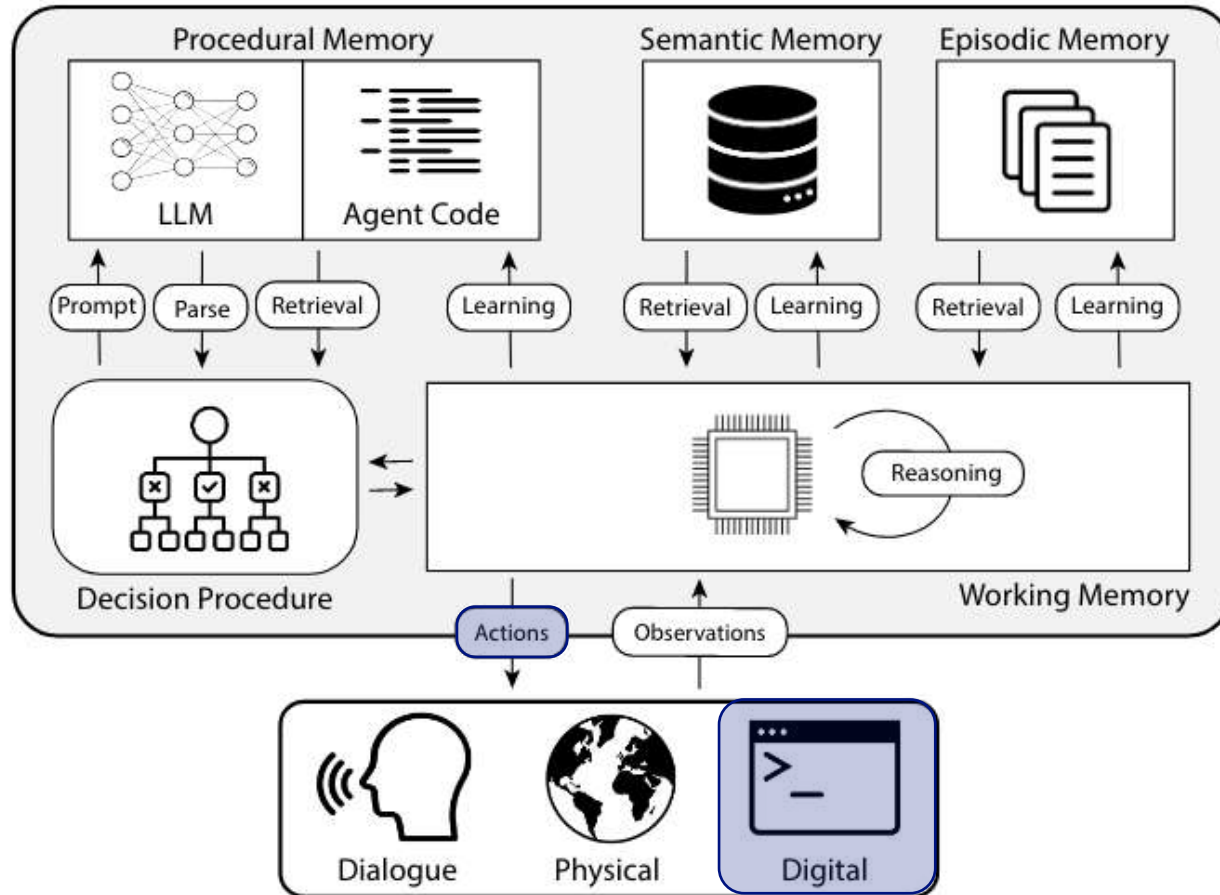 Procedural Memory
Semantic Memory
Episodic Memory
LLM
Agent Code
Prompt
Parse
Retrieval
Learning
Retrieval
Learning
Retrieval
Learning
Reasoning
Decision Procedure
Working Memory
Actions
Observations
>_
Dialogue
Physical
Digital